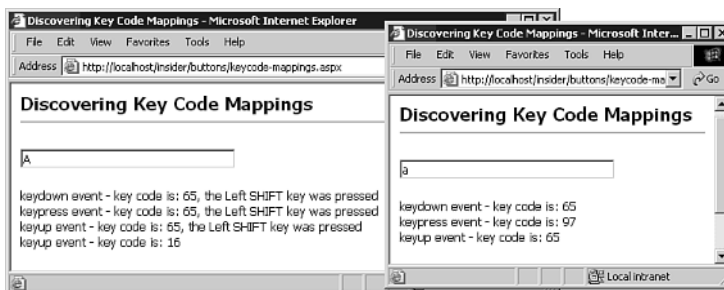 Discovering Key Code Mappings - Microsoft Internet Explorer
File Edit View Favorites Tools Help
Address http://localhost/insider/buttons/keycode-mappings.aspx
Discovering Key Code Mappings
A
keydown event - key code is: 65, the Left SHIFT key was pressed
keypress event - key code is: 65, the Left SHIFT key was pressed
keyup event - key code is: 65, the Left SHIFT key was pressed
keyup event - key code is: 16
Discovering Key Code Mappings - Microsoft Inter...
File Edit View Favorites Tools Help
Address http://localhost/insider/buttons/keycode-ma Go
Discovering Key Code Mappings
a
keydown event - key code is: 65
keypress event - key code is: 97
keyup event - key code is: 65
Local intranet